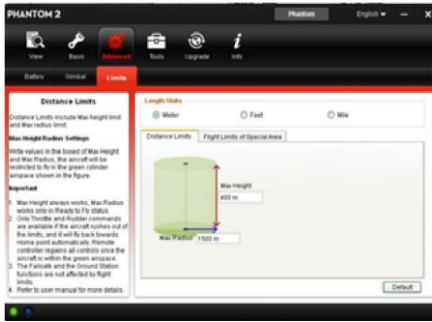 PHANTOM 2
Phantom
English
View
Basic
Advanced
Tools
Upgrade
Info
Battery
Gimbal
Limits
Distance Limits
Distance Limits include Max height limit
and Max radius limit.
Max Height Radius Settings
Write values in the boxed of Max Height
and Max Radius, the aircraft will be
restricted to fly in the green cylinder
airspace shown in the figure.
Important
1. Max Height always works, Max Radius
works only in Ready to Fly status.
2. Only Throttle and Rudder commands
are available if the aircraft rushes out of
the limits, and it will fly back towards
Home point automatically. Remote
controller regains all controls once the
aircraft is within the green airspace.
3. The Failsafe and the Ground Station
functions are not affected by flight
limits.
4. Refer to user manual for more details.
Length Units
Meter
Foot
Mile
Distance Limits
Flight Limits of Special Area
Max Height
400 m
Max Radius 1500 m
Default